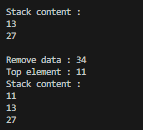 Stack content :
13
27

Remove data : 34
Top element : 11
Stack content :
11
13
27